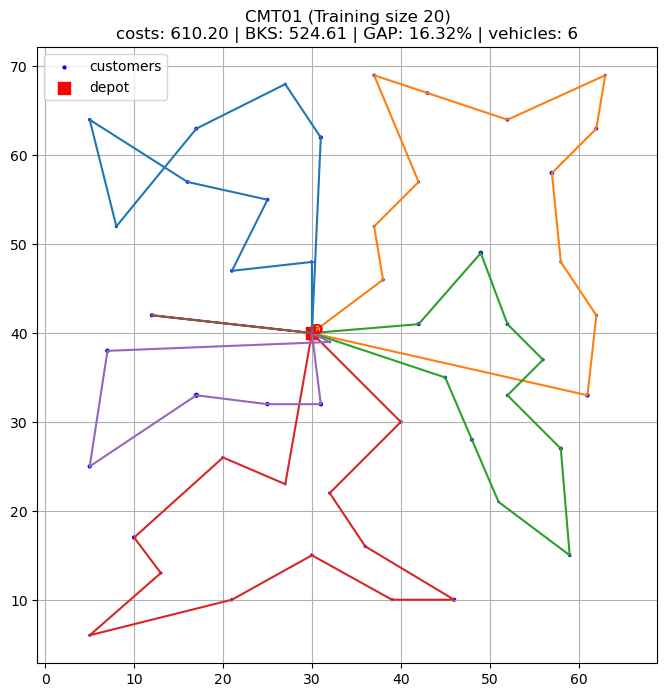 CMT01 (Training size 20)
costs: 610.20 | BKS: 524.61 | GAP: 16.32% | vehicles: 6
customers
depot
70
60
50
40
30
20
10
D
0 10 20 30 40 50 60